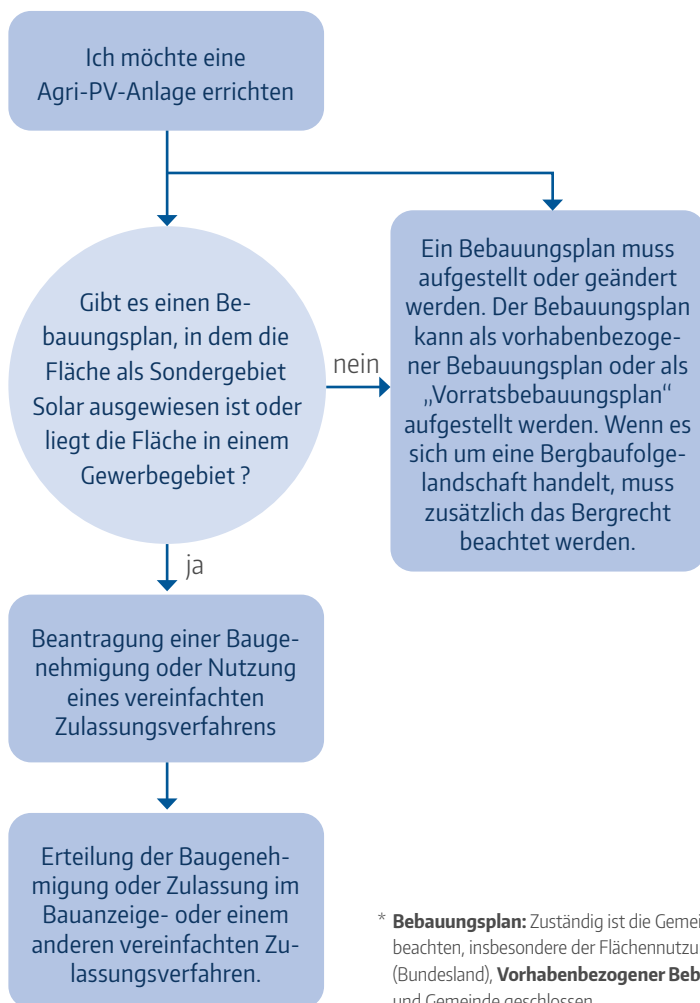 Ich möchte eine
Agri-PV-Anlage errichten
Gibt es einen Be-
bauungsplan, in dem die
Fläche als Sondergebiet
Solar ausgewiesen ist oder
liegt die Fläche in einem
Gewerbegebiet ?
nein
Ein Bebauungsplan muss
aufgestellt oder geändert
werden. Der Bebauungsplan
kann als vorhabenbezoge-
ner Bebauungsplan oder als
„Vorratsbebauungsplan“
aufgestellt werden. Wenn es
sich um eine Bergbaufolge-
landschaft handelt, muss
zusätzlich das Bergrecht
beachtet werden.
ja
Beantragung einer Bauge-
nehmigung oder Nutzung
eines vereinfachten
Zulassungsverfahrens
Erteilung der Baugeneh-
migung oder Zulassung im
Bauanzeige- oder einem
anderen vereinfachten Zu-
lassungsverfahren.
* Bebauungsplan: Zuständig ist die Gemei
beachten, insbesondere der Flächennutzu
(Bundesland), Vorhabenbezogener Beb
und Gemeinde geschlossen